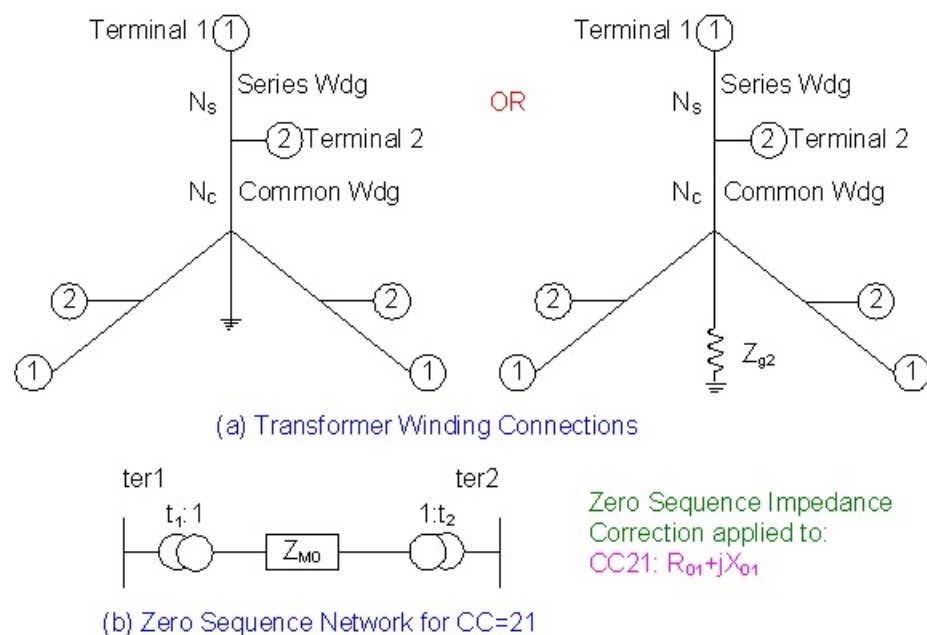 Terminal 1 1
Series Wdg
Ns
2 Terminal 2
Nc Common Wdg
2 2
1 1
OR
Terminal 1 1
Series Wdg
Ns
2 Terminal 2
Nc Common Wdg
2 2
1 1
Zg2
(a) Transformer Winding Connections
ter1 ter2
t1:1 1:t2
ZM0
Zero Sequence Impedance
Correction applied to:
CC21: R01+jX01
(b) Zero Sequence Network for CC=21